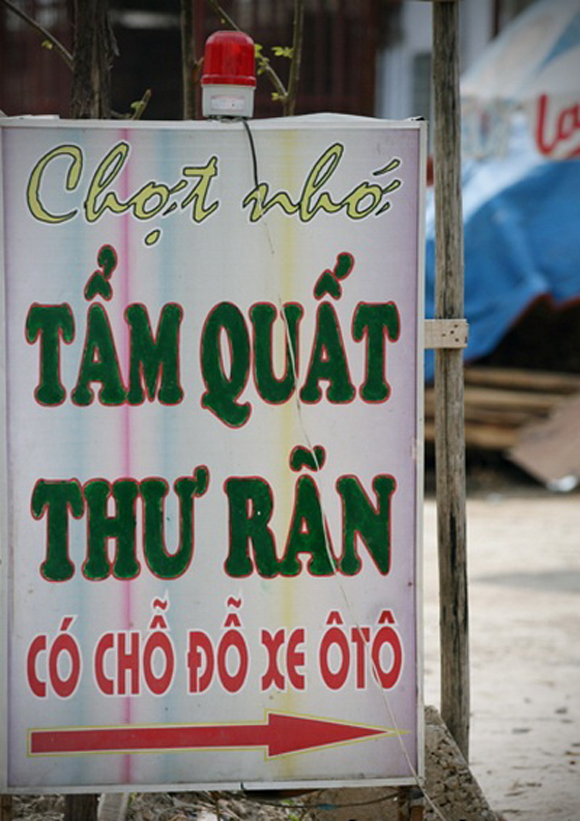 Chợt nhớ
TẨM QUẤT
THƯ RÃN
CÓ CHỖ ĐỖ XE ÔTÔ